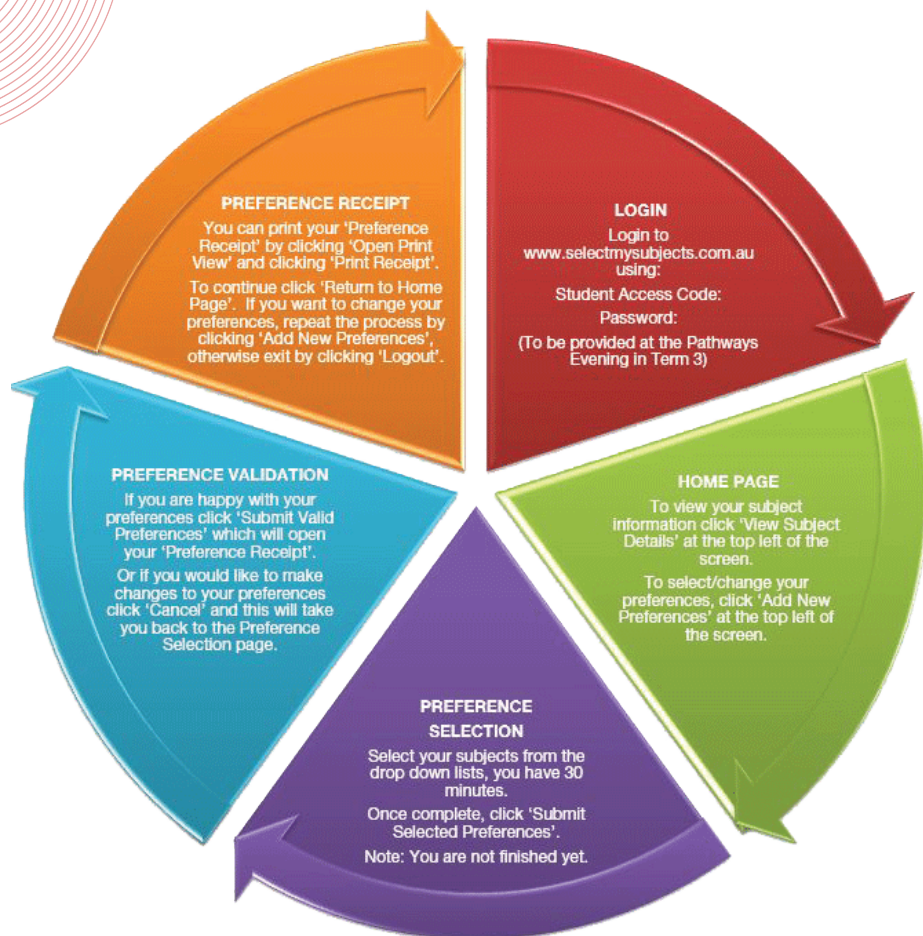 LOGIN
Login to
www.selectmysubjects.com.au
using:
Student Access Code:
Password:
(To be provided at the Pathways
Evening in Term 3)
HOME PAGE
To view your subject
information click ‘View Subject
Details’ at the top left of the
screen.
To select/change your
preferences, click ‘Add New
Preferences’ at the top left of
the screen.
PREFERENCE
SELECTION
Select your subjects from the
drop down lists, you have 30
minutes.
Once complete, click ‘Submit
Selected Preferences’.
Note: You are not finished yet.
PREFERENCE VALIDATION
If you are happy with your
preferences click ‘Submit Valid
Preferences’ which will open
your ‘Preference Receipt’.
Or if you would like to make
changes to your preferences
click ‘Cancel’ and this will take
you back to the Preference
Selection page.
PREFERENCE RECEIPT
You can print your ‘Preference
Receipt’ by clicking ‘Open Print
View’ and clicking ‘Print Receipt’.
To continue click ‘Return to Home
Page’. If you want to change your
preferences, repeat the process by
clicking ‘Add New Preferences’,
otherwise exit by clicking ‘Logout’.